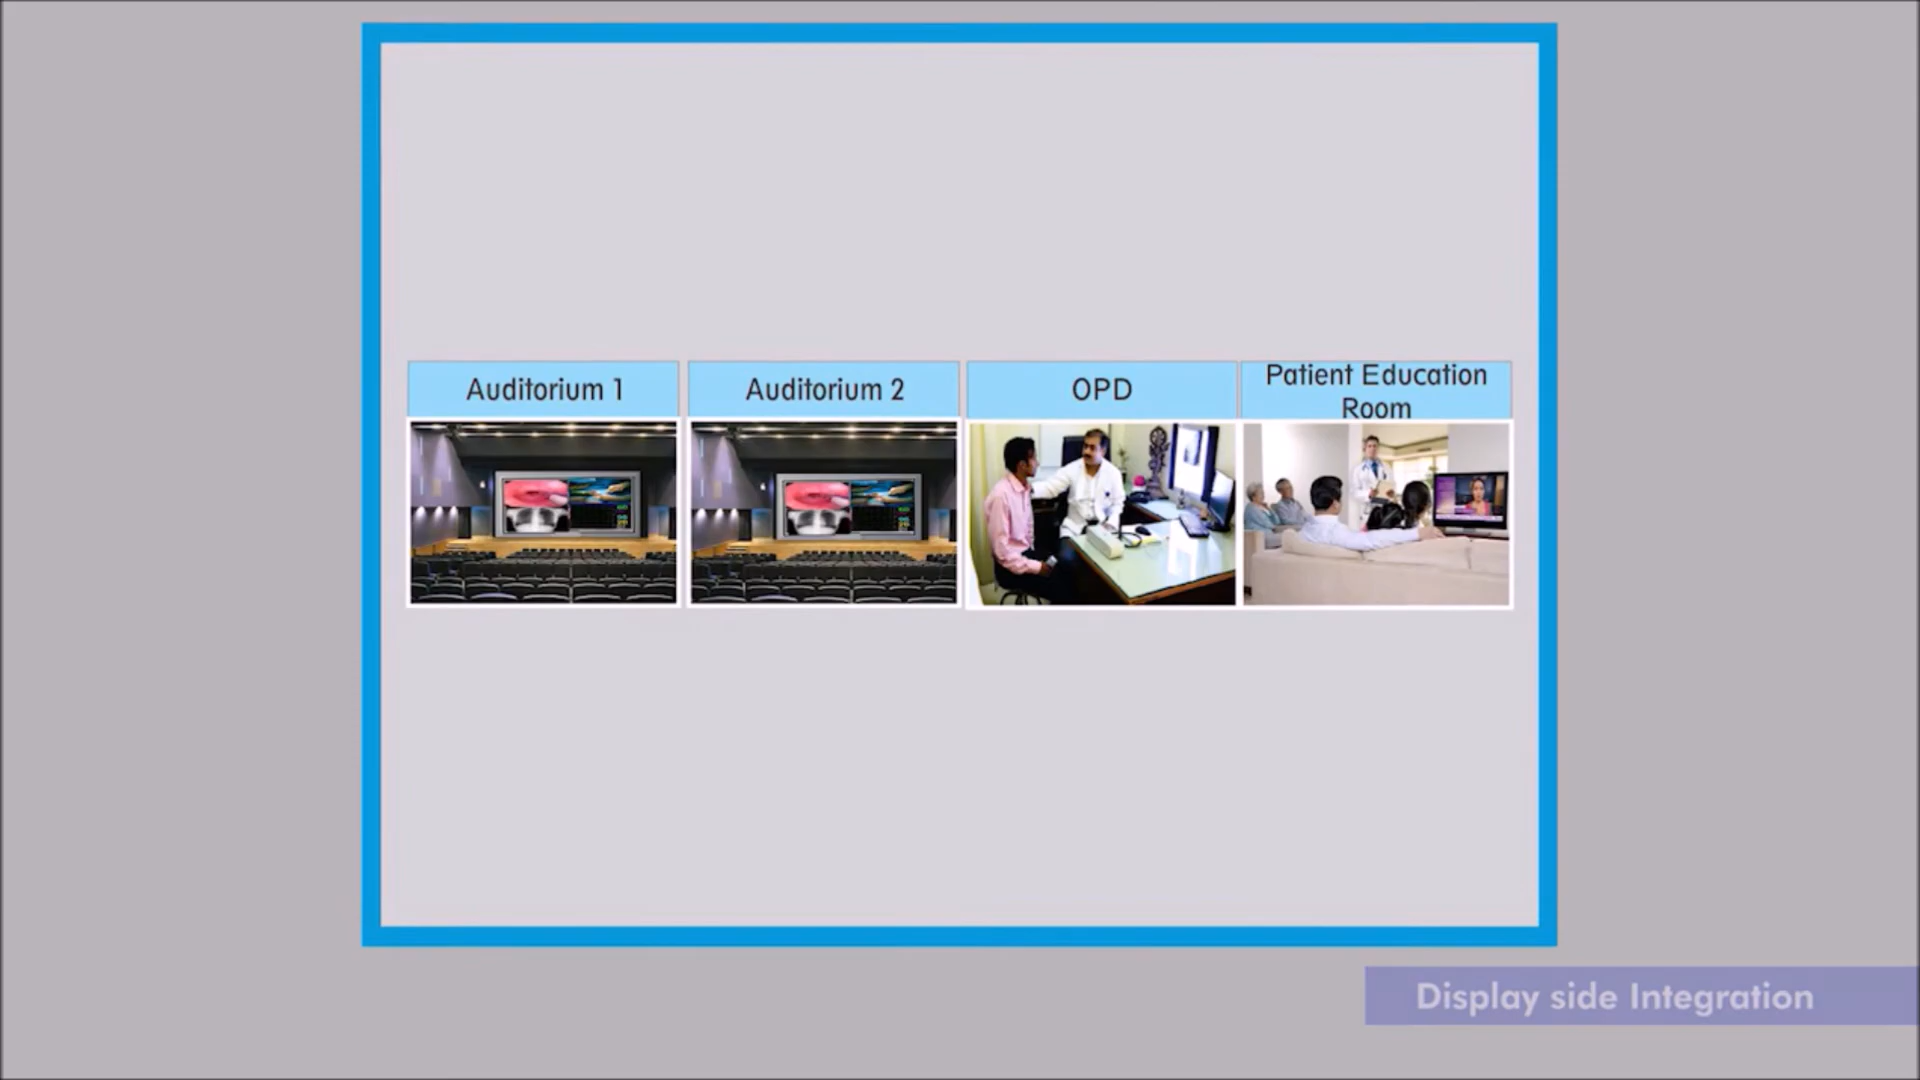 Auditorium 1
Auditorium 2
OPD
Patient Education
Room
Display side Integration